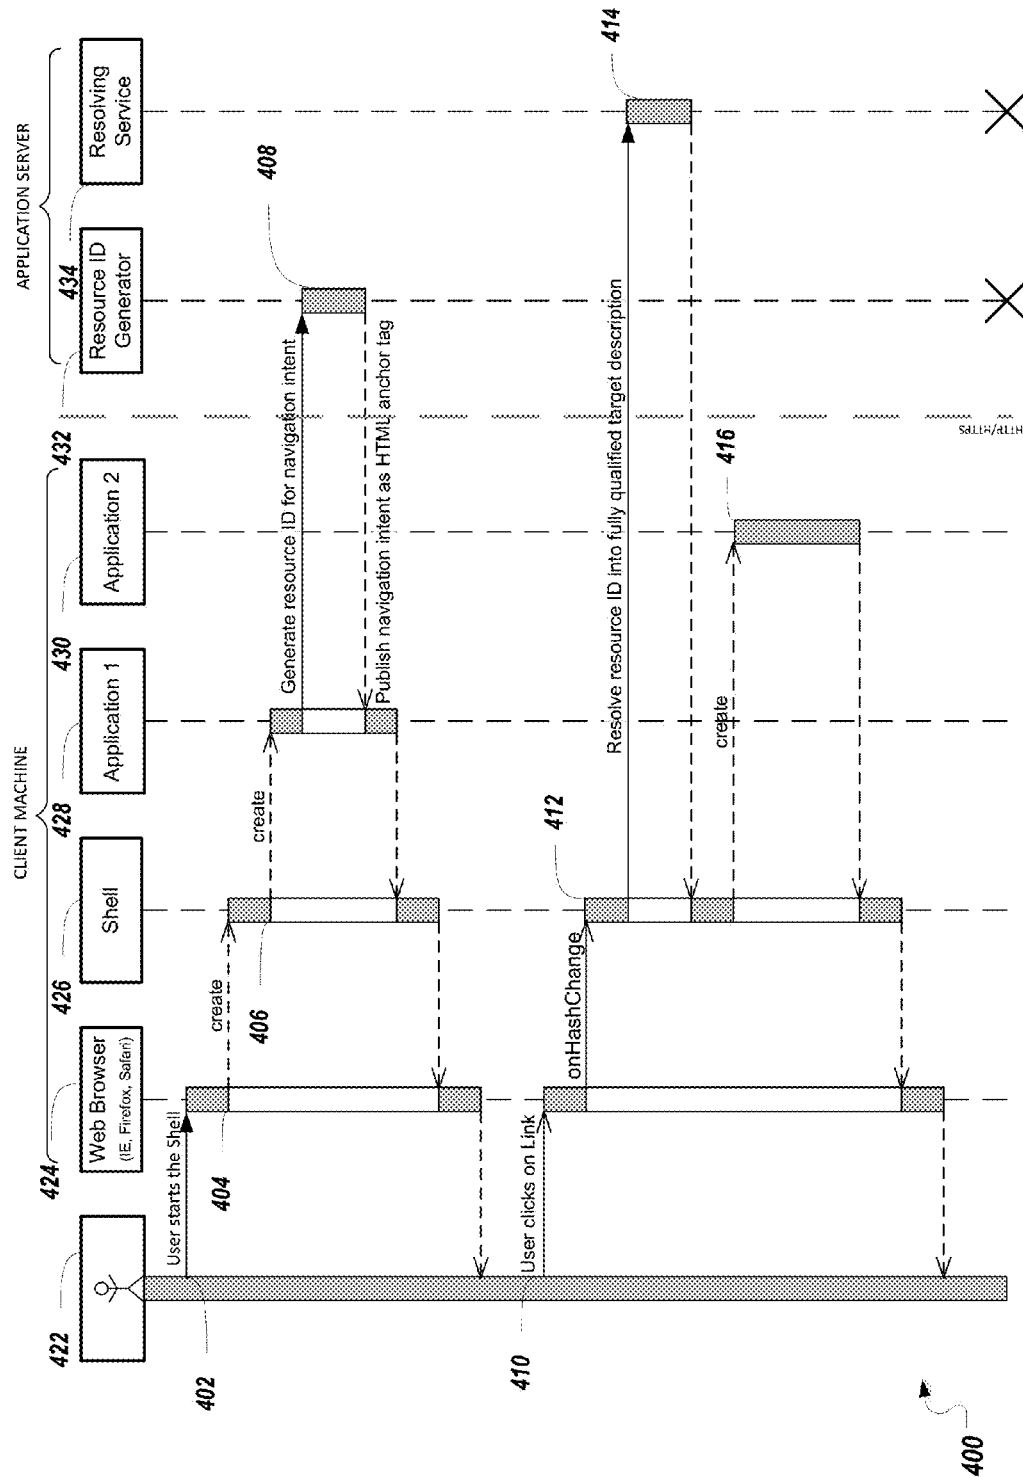 CLIENT MACHINE
APPLICATION SERVER
422
424
426
428
430
432
434
Web Browser
(IE, Firefox, Safari)
Shell
Application 1
Application 2
Resource ID
Generator
Resolving
Service
User starts the Shell
402
404
create
406
create
Generate resource ID for navigation intent
408
Publish navigation intent as HTML anchor tag
User clicks on Link
410
onHashChange
412
Resolve resource ID into fully qualified target description
414
create
416
HTTP/HTTPS
400